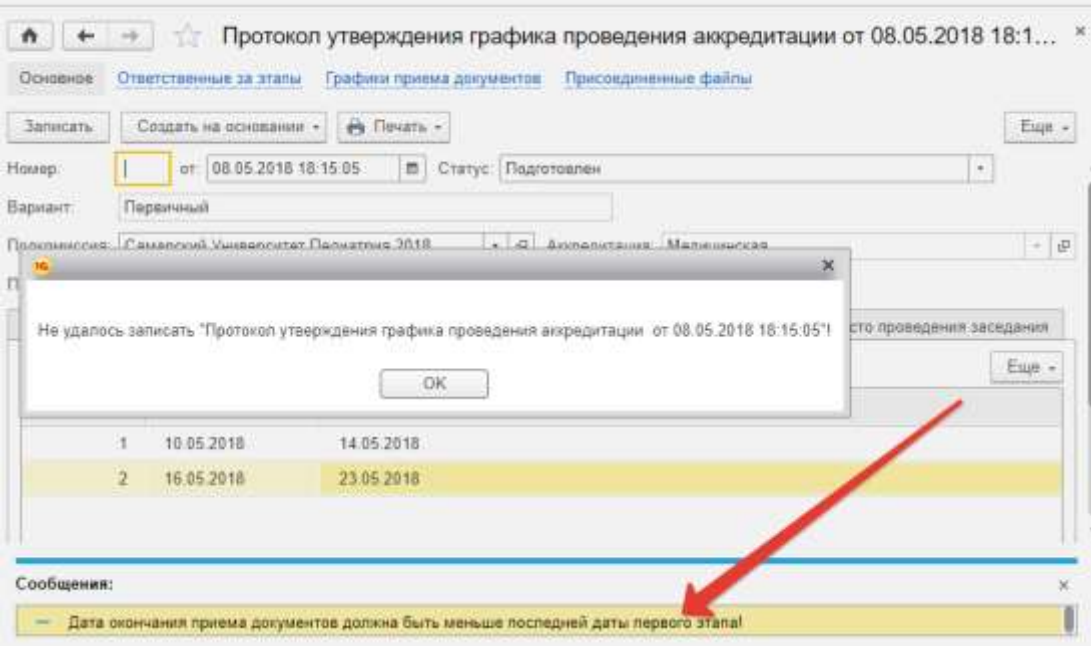 Протокол утверждения графика проведения аккредитации от 08.05.2018 18:1...
Основное Ответственные за этапы Графики приема документов Присоединенные файлы
Записать Создать на основании Печать Еще
Номер: от: 08.05.2018 18:15:05 Статус: Подготовлен
Вариант: Первичный
Подкомиссия: Самарский Университет Педиатрия 2018 Аккредитация: Медицинская
1С
Не удалось записать "Протокол утверждения графика проведения аккредитации от 08.05.2018 18:15:05"!
сто проведения заседания
OK
Еще
1 10.05.2018 14.05.2018
2 16.05.2018 23.05.2018
Сообщения:
— Дата окончания приема документов должна быть меньше последней даты первого этапа!